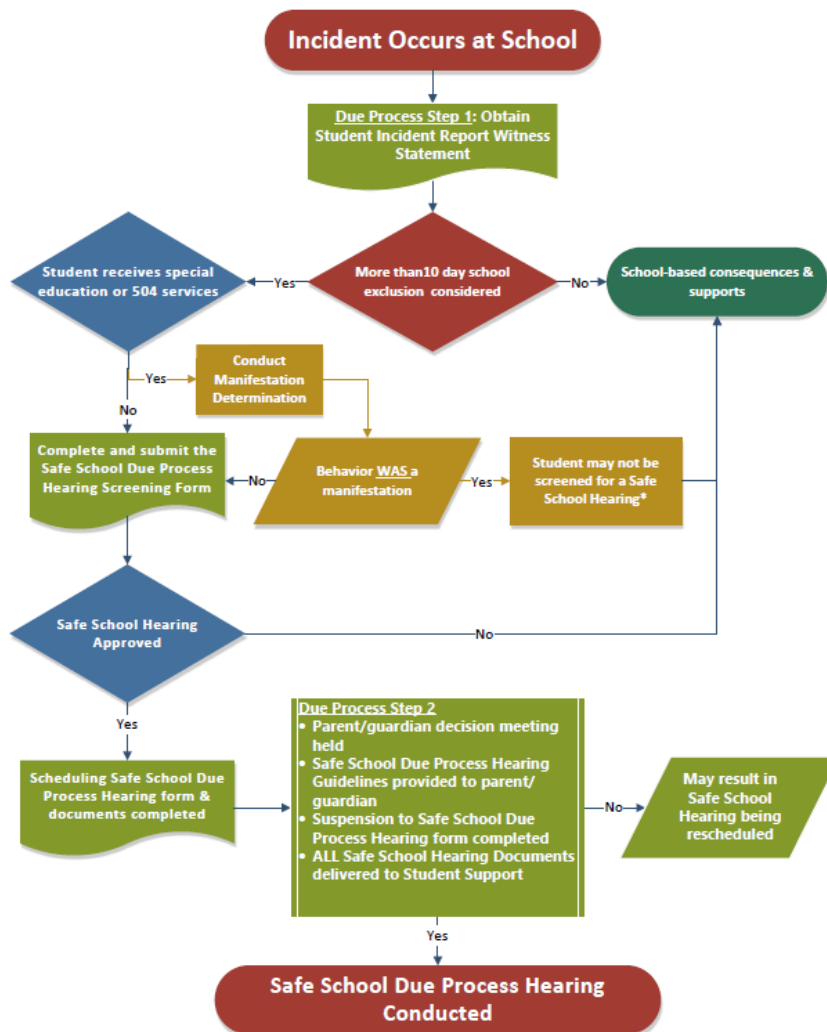 Incident Occurs at School
Due Process Step 1: Obtain
Student Incident Report Witness
Statement
Student receives special
education or 504 services
Yes
More than10 day school
exclusion considered
No
School-based consequences &
supports
Yes
Conduct
Manifestation
Determination
No
Complete and submit the
Safe School Due Process
Hearing Screening Form
No
Behavior WAS a
manifestation
Yes
Student may not be
screened for a Safe
School Hearing*
Safe School Hearing
Approved
No
Yes
Scheduling Safe School Due
Process Hearing form &
documents completed
Due Process Step 2
• Parent/guardian decision meeting
held
• Safe School Due Process Hearing
Guidelines provided to parent/
guardian
• Suspension to Safe School Due
Process Hearing form completed
• ALL Safe School Hearing Documents
delivered to Student Support
No
May result in
Safe School
Hearing being
rescheduled
Yes
Safe School Due Process Hearing
Conducted